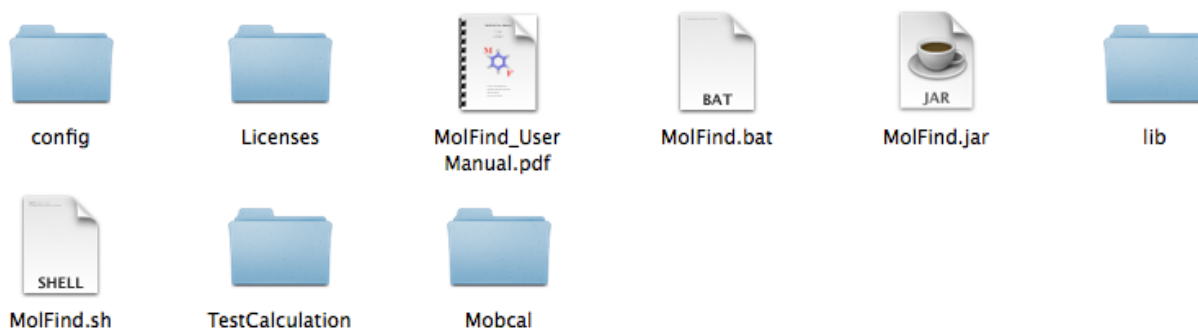 BAT
JAR
config
Licenses
MolFind_User
Manual.pdf
MolFind.bat
MolFind.jar
lib
SHELL
MolFind.sh
TestCalculation
Mobcal